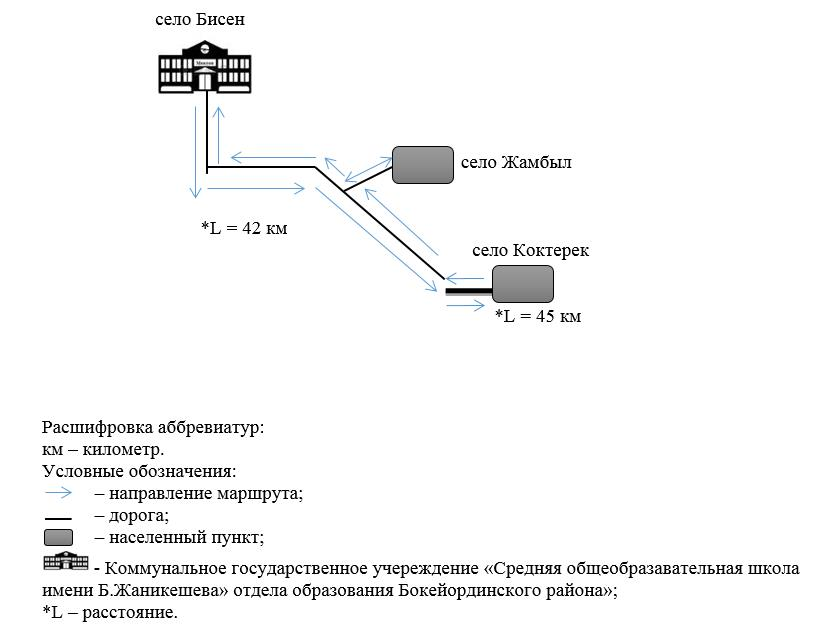 село Бисен
Мектеп
село Жамбыл
*L = 42 км
село Коктерек
*L = 45 км
Расшифровка аббревиатур:
км – километр.
Условные обозначения:
– направление маршрута;
– дорога;
– населенный пункт;
- Коммунальное государственное учереждение «Средняя общеобразавательная школа
имени Б.Жаникешева» отдела образования Бокейординского района»;
*L – расстояние.